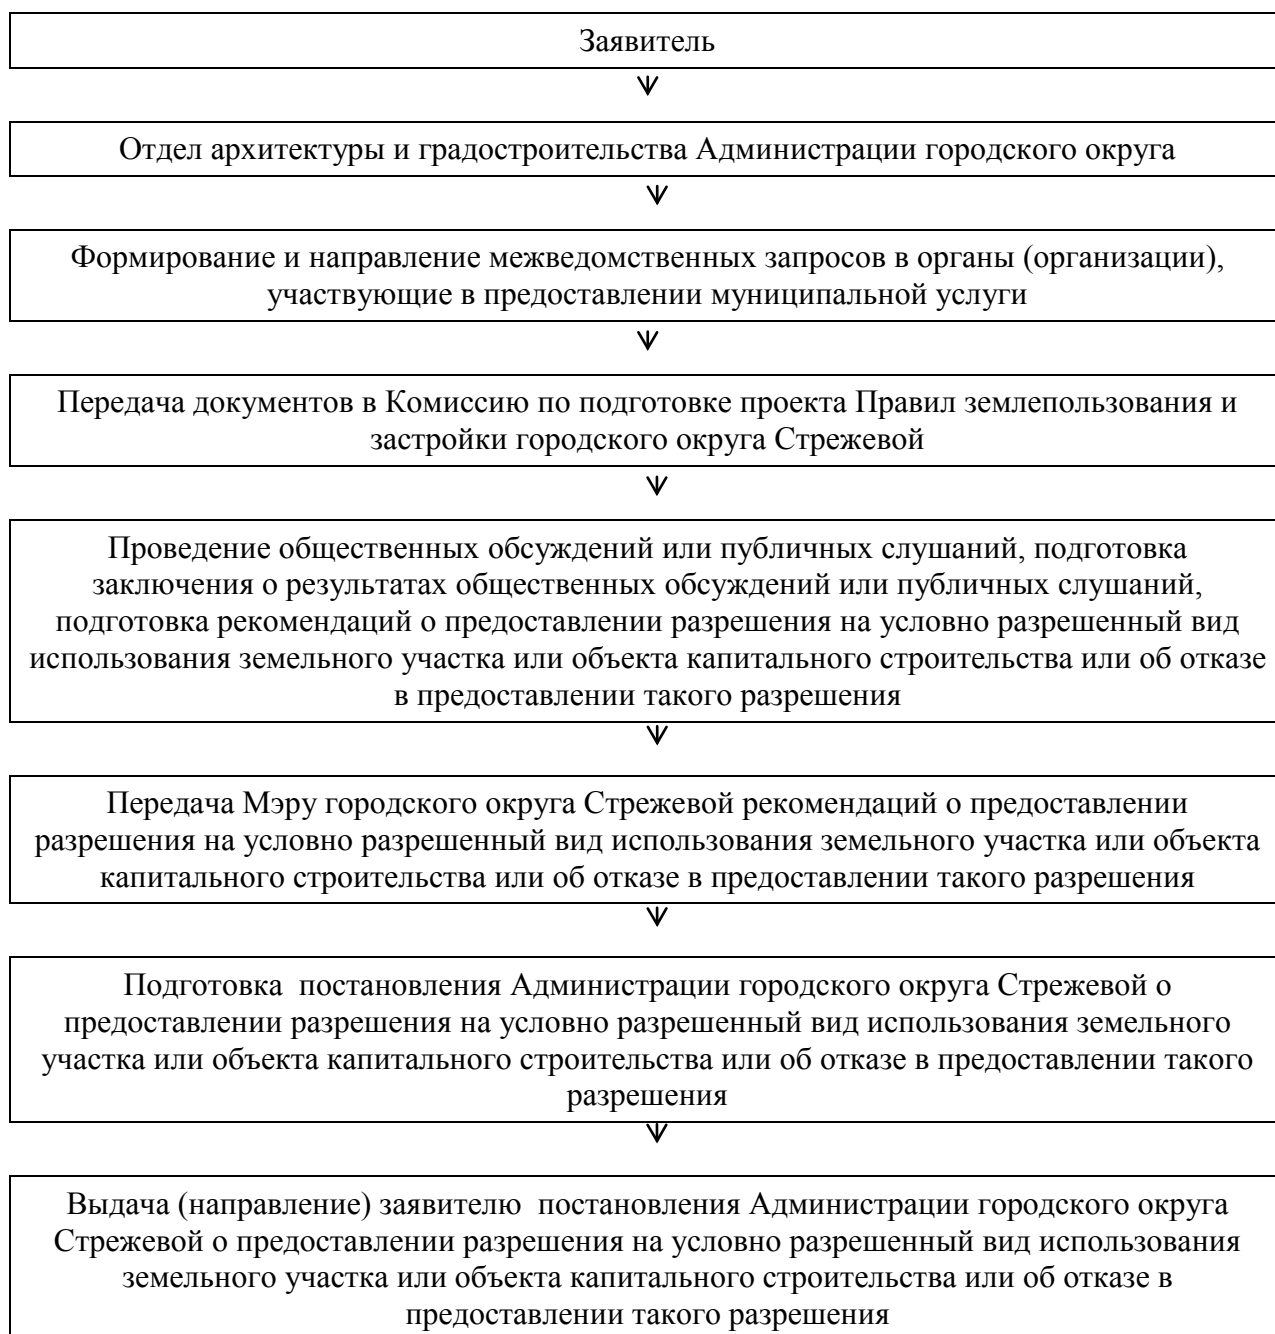 Заявитель
Отдел архитектуры и градостроительства Администрации городского округа
Формирование и направление межведомственных запросов в органы (организации),
участвующие в предоставлении муниципальной услуги
Передача документов в Комиссию по подготовке проекта Правил землепользования и
застройки городского округа Стрежевой
Проведение общественных обсуждений или публичных слушаний, подготовка
заключения о результатах общественных обсуждений или публичных слушаний,
подготовка рекомендаций о предоставлении разрешения на условно разрешенный вид
использования земельного участка или объекта капитального строительства или об отказе
в предоставлении такого разрешения
Передача Мэру городского округа Стрежевой рекомендаций о предоставлении
разрешения на условно разрешенный вид использования земельного участка или объекта
капитального строительства или об отказе в предоставлении такого разрешения
Подготовка  постановления Администрации городского округа Стрежевой о
предоставлении разрешения на условно разрешенный вид использования земельного
участка или объекта капитального строительства или об отказе в предоставлении такого
разрешения
Выдача (направление) заявителю  постановления Администрации городского округа
Стрежевой о предоставлении разрешения на условно разрешенный вид использования
земельного участка или объекта капитального строительства или об отказе в
предоставлении такого разрешения